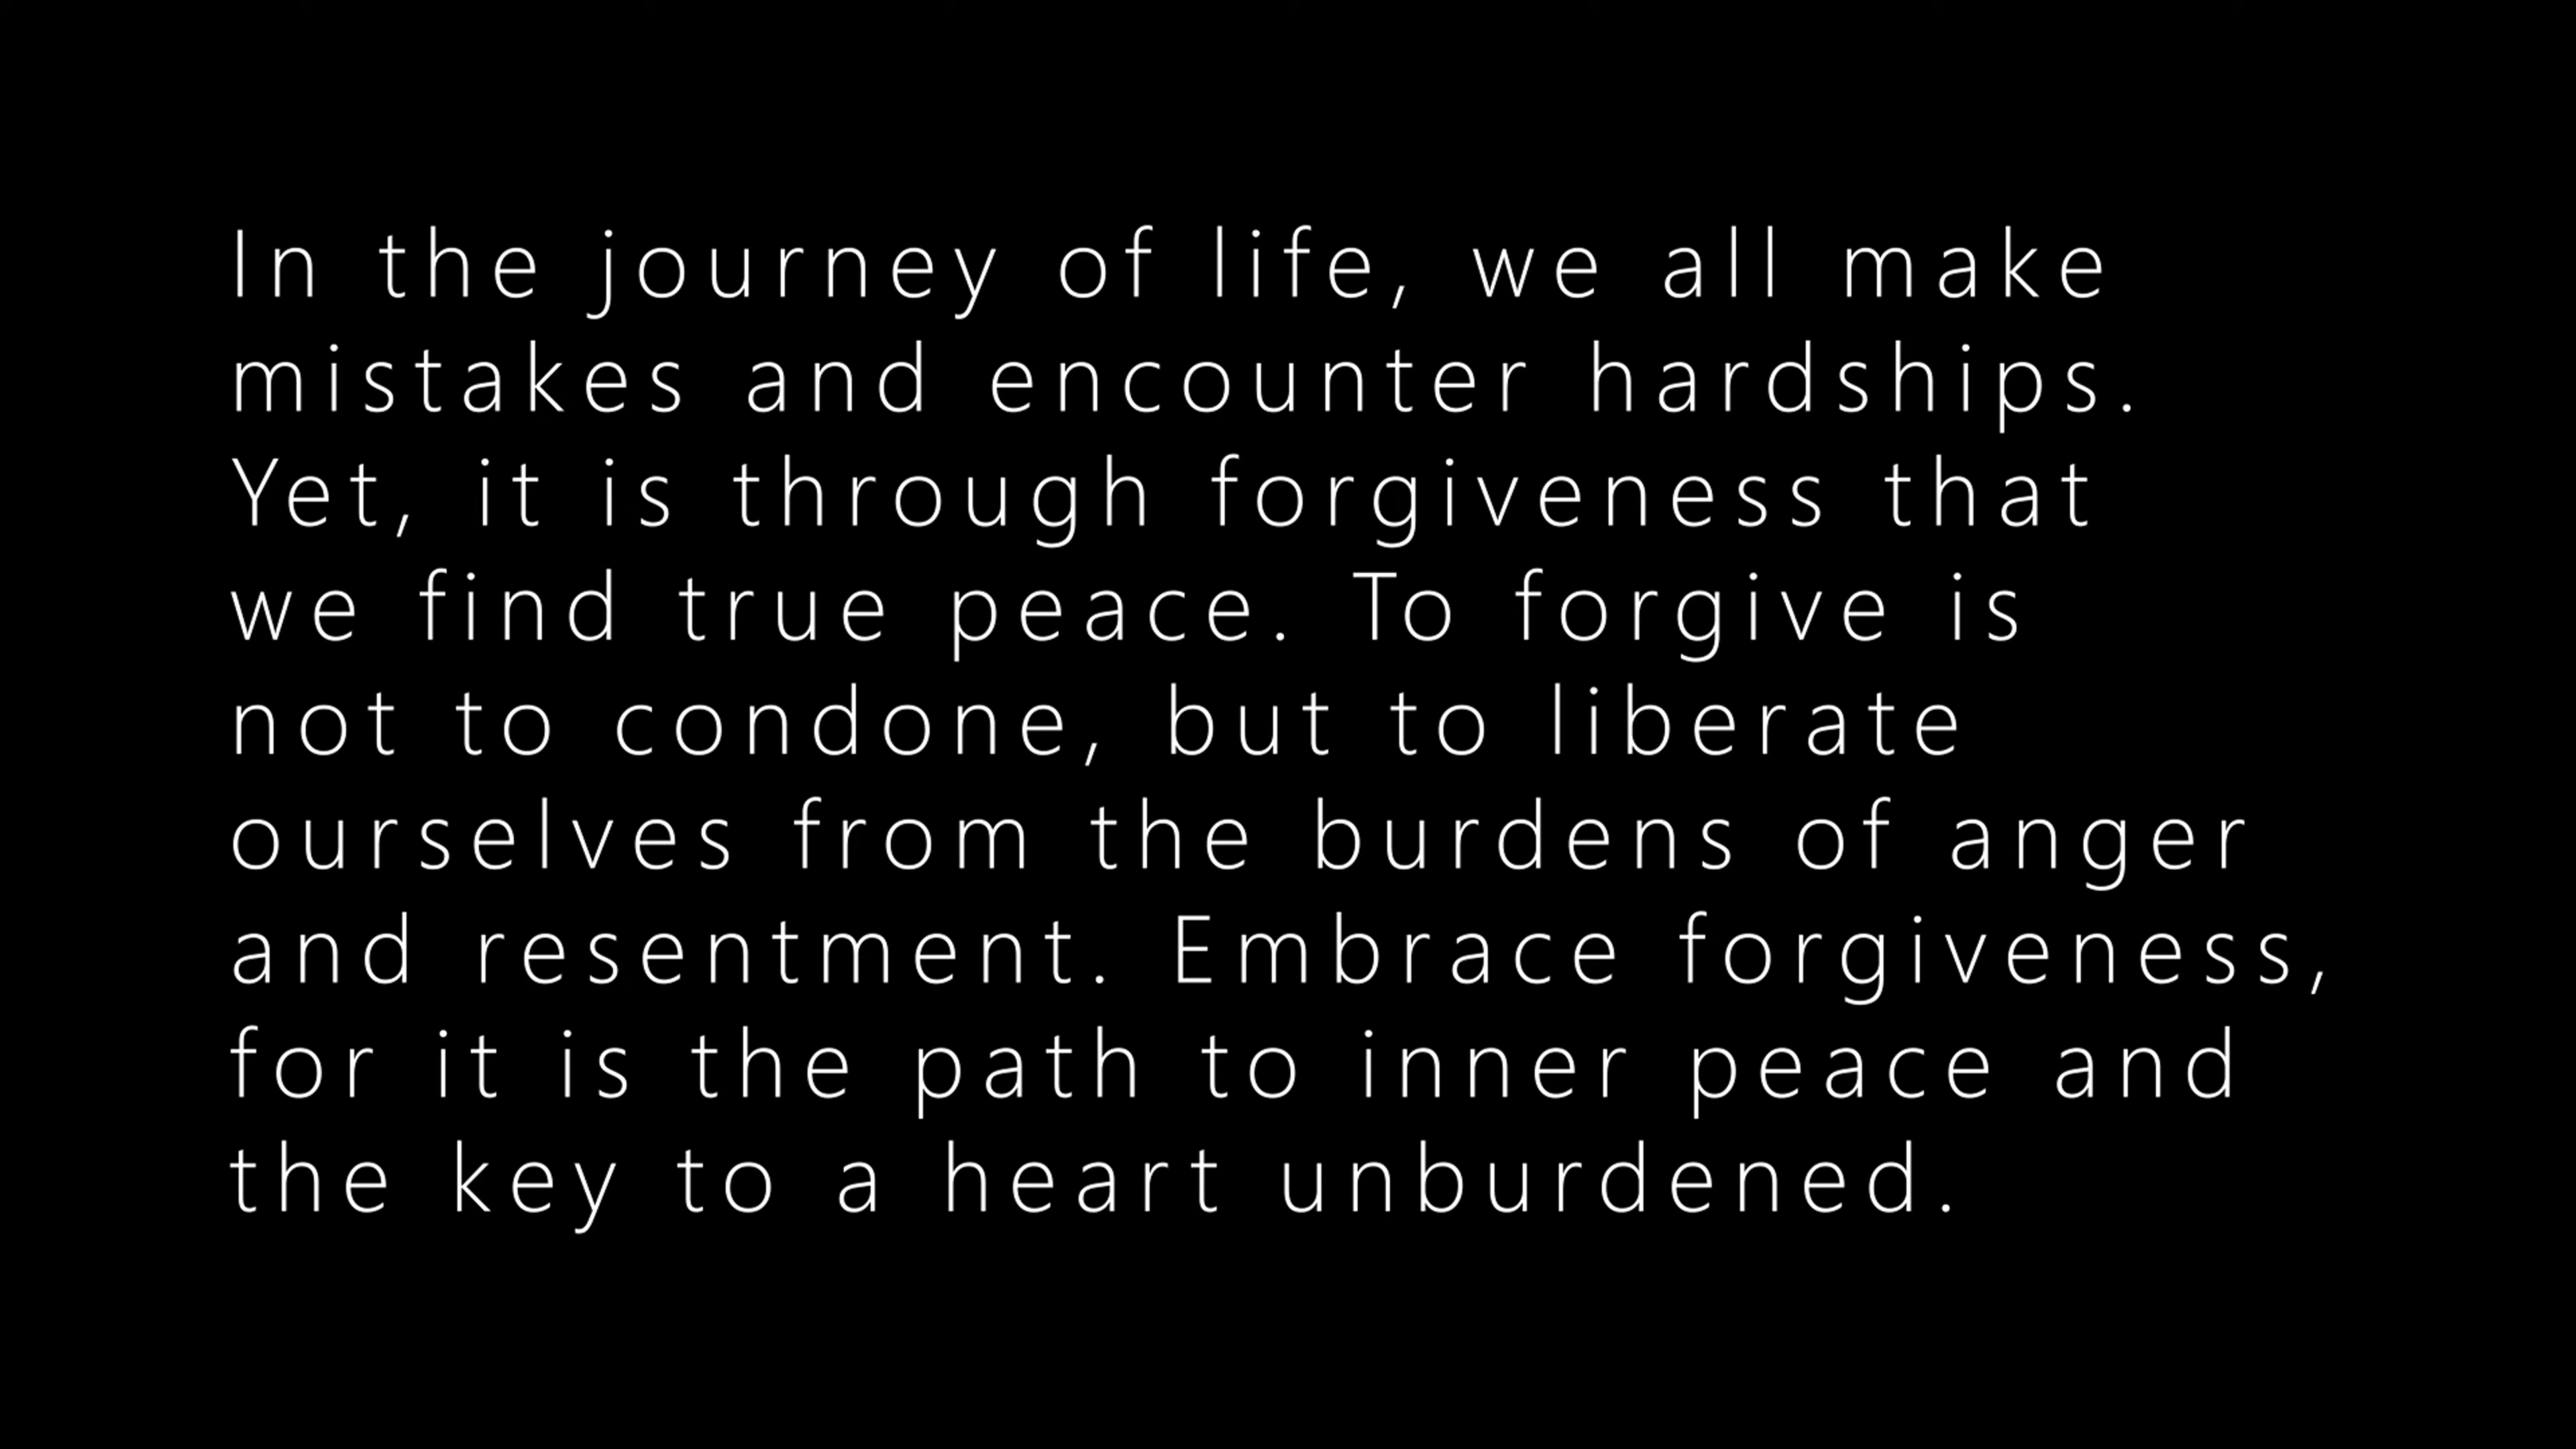 In the journey of life, we all make
mistakes and encounter hardships.
Yet, it is through forgiveness that
we find true peace. To forgive is
not to condone, but to liberate
ourselves from the burdens of anger
and resentment. Embrace forgiveness,
for it is the path to inner peace and
the key to a heart unburdened.